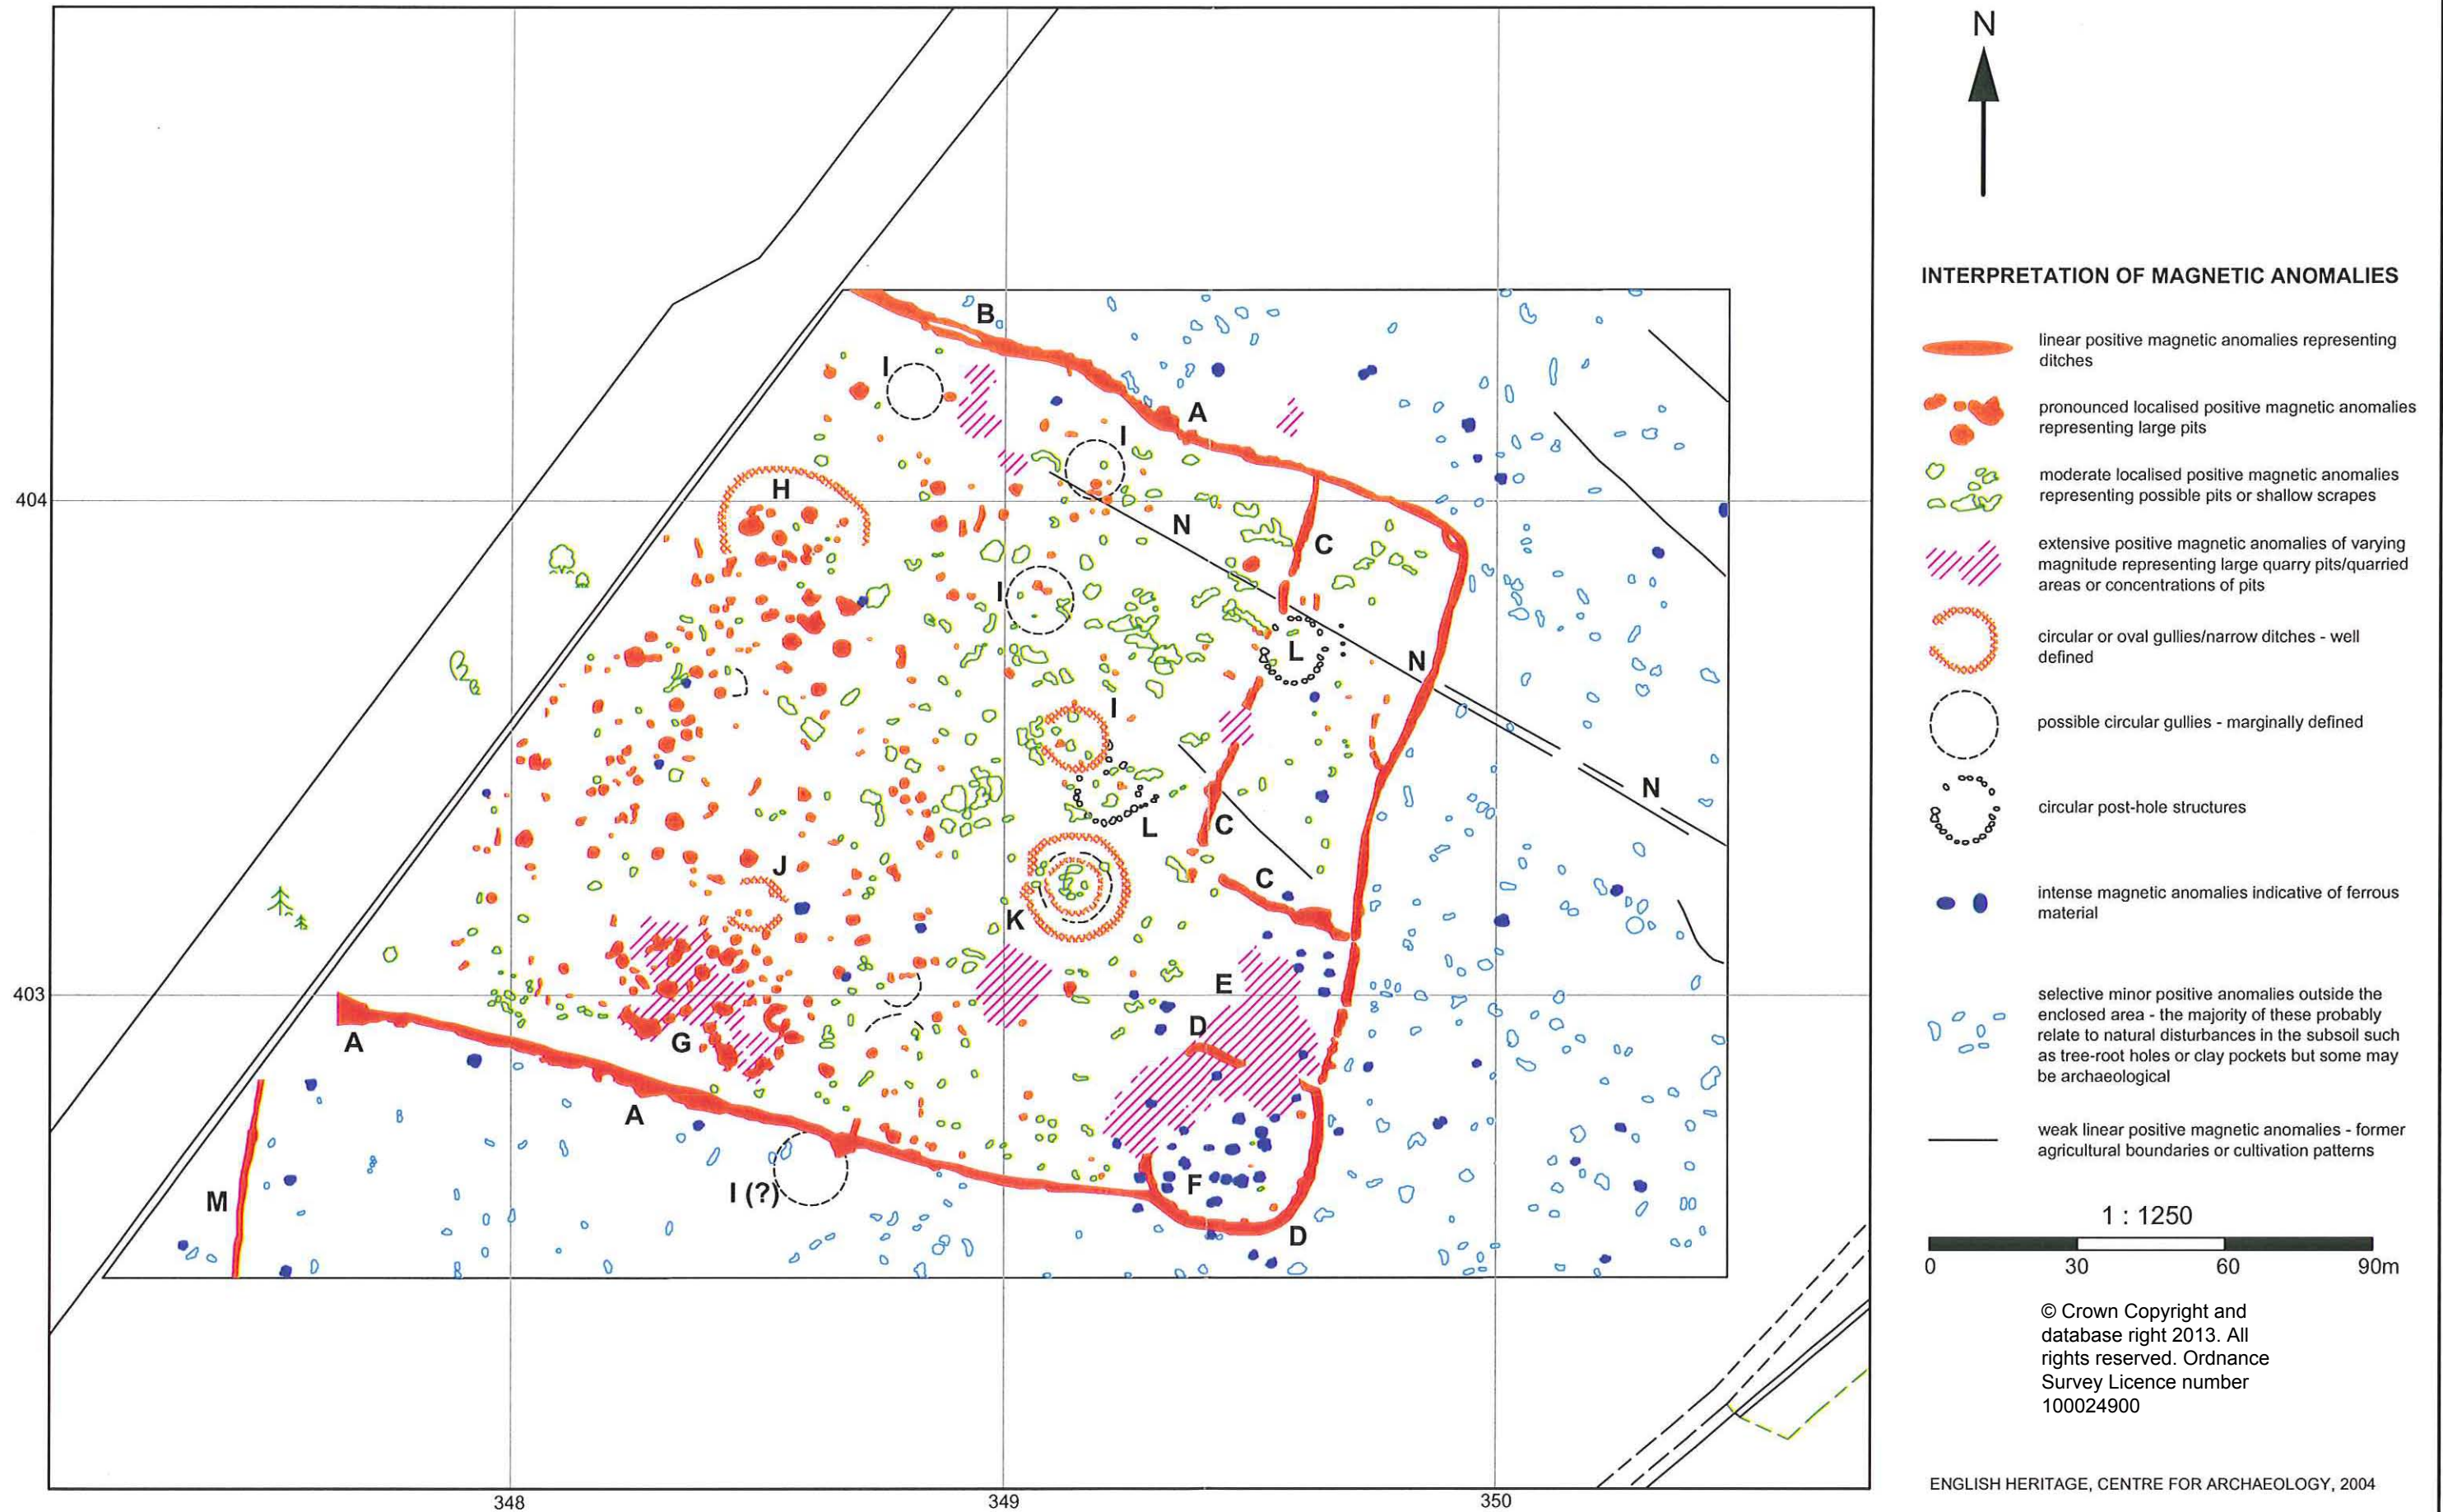 N
INTERPRETATION OF MAGNETIC ANOMALIES
linear positive magnetic anomalies representing
ditches
pronounced localised positive magnetic anomalies
representing large pits
moderate localised positive magnetic anomalies
representing possible pits or shallow scrapes
extensive positive magnetic anomalies of varying
magnitude representing large quarry pits/quarried
areas or concentrations of pits
circular or oval gullies/narrow ditches - well
defined
possible circular gullies - marginally defined
circular post-hole structures
intense magnetic anomalies indicative of ferrous
material
selective minor positive anomalies outside the
enclosed area - the majority of these probably
relate to natural disturbances in the subsoil such
as tree-root holes or clay pockets but some may
be archaeological
weak linear positive magnetic anomalies - former
agricultural boundaries or cultivation patterns
1 : 1250
0 30 60 90m
© Crown Copyright and
database right 2013. All
rights reserved. Ordnance
Survey Licence number
100024900
ENGLISH HERITAGE, CENTRE FOR ARCHAEOLOGY, 2004
B
I
A
I
H
404
N
C
I
L
N
I
N
L
C
J
C
K
E
403
D
A
G
A
F
I (?)
M
D
348
349
350